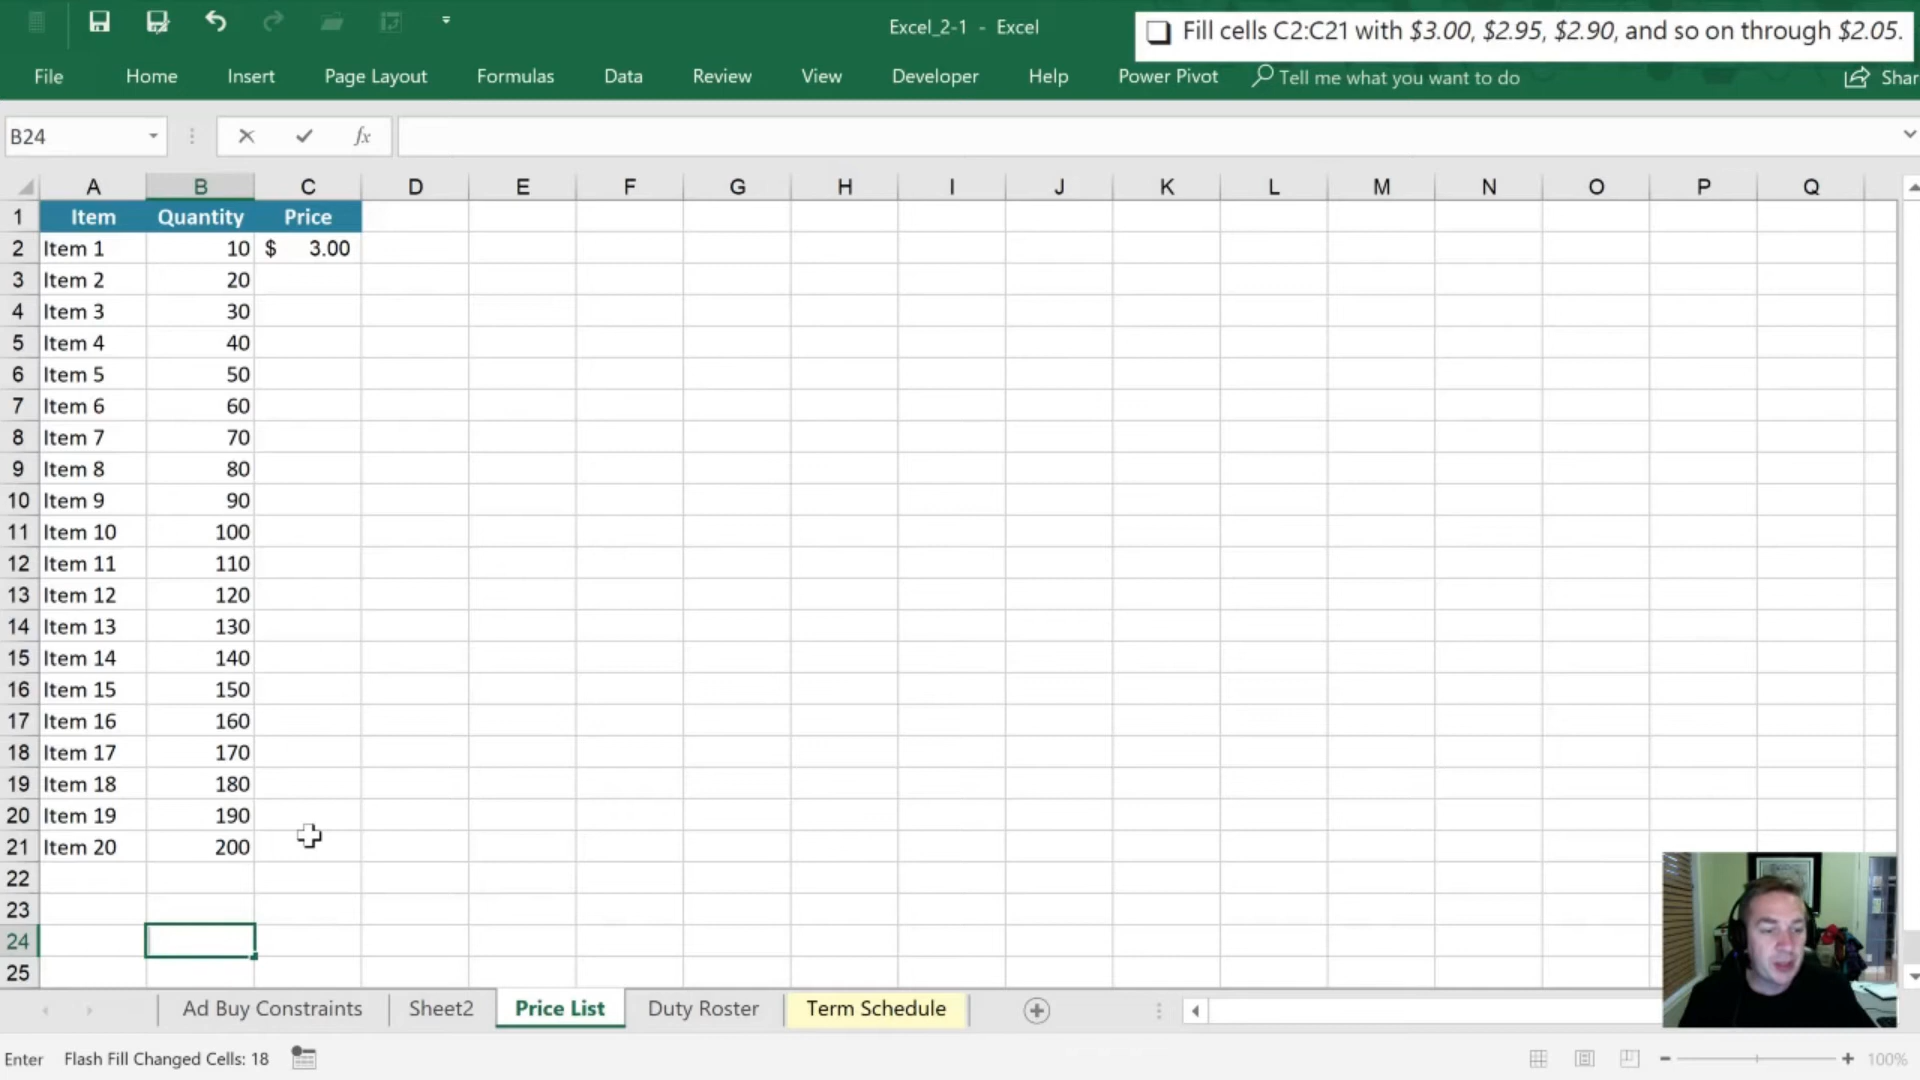 Excel_2-1 - Excel
❏ Fill cells C2:C21 with $3.00, $2.95, $2.90, and so on through $2.05.
File Home Insert Page Layout Formulas Data Review View Developer Help Power Pivot Tell me what you want to do Shar
B24 fx
A B C D E F G H I J K L M N O P Q
1 Item Quantity Price
2 Item 1 10 $ 3.00
3 Item 2 20
4 Item 3 30
5 Item 4 40
6 Item 5 50
7 Item 6 60
8 Item 7 70
9 Item 8 80
10 Item 9 90
11 Item 10 100
12 Item 11 110
13 Item 12 120
14 Item 13 130
15 Item 14 140
16 Item 15 150
17 Item 16 160
18 Item 17 170
19 Item 18 180
20 Item 19 190
21 Item 20 200
22
23
24
25
Ad Buy Constraints Sheet2 Price List Duty Roster Term Schedule
Enter Flash Fill Changed Cells: 18 100%